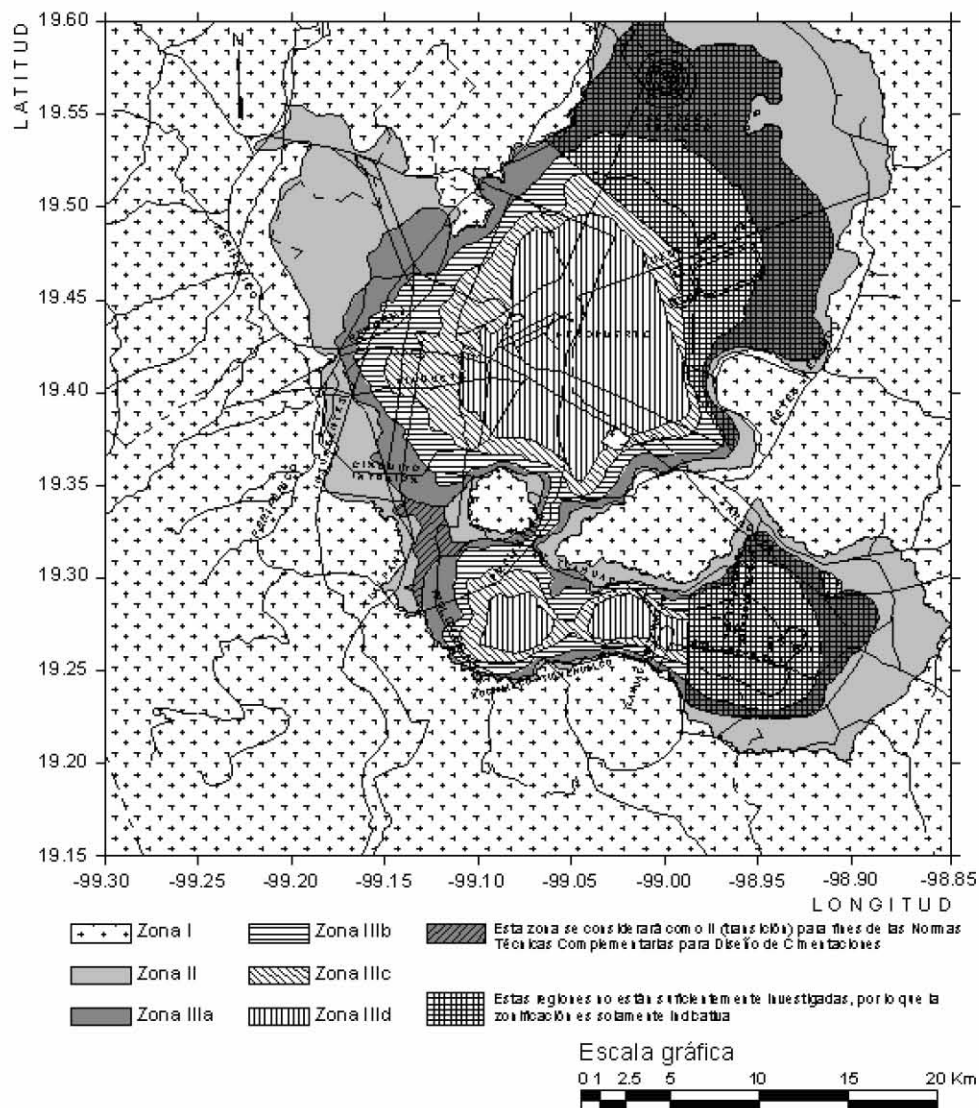 LATITUD
N
19.60
19.55
19.50
19.45
19.40
19.35
19.30
19.25
19.20
19.15
-99.30 -99.25 -99.20 -99.15 -99.10 -99.05 -99.00 -98.95 -98.90 -98.85
LONGITUD
CIRCUITO
INTERIOR
Zona I Zona IIIb Esta zona se considerará como II (transición) para fines de las Normas
Técnicas Complementarias para Diseño de Cimentaciones
Zona II Zona IIIc
Estas regiones no están suficientemente investigadas, por lo que la
zonificación es solamente indicativa
Zona IIIa Zona IIId
Escala gráfica
0 1 2.5 5 10 15 20 Km